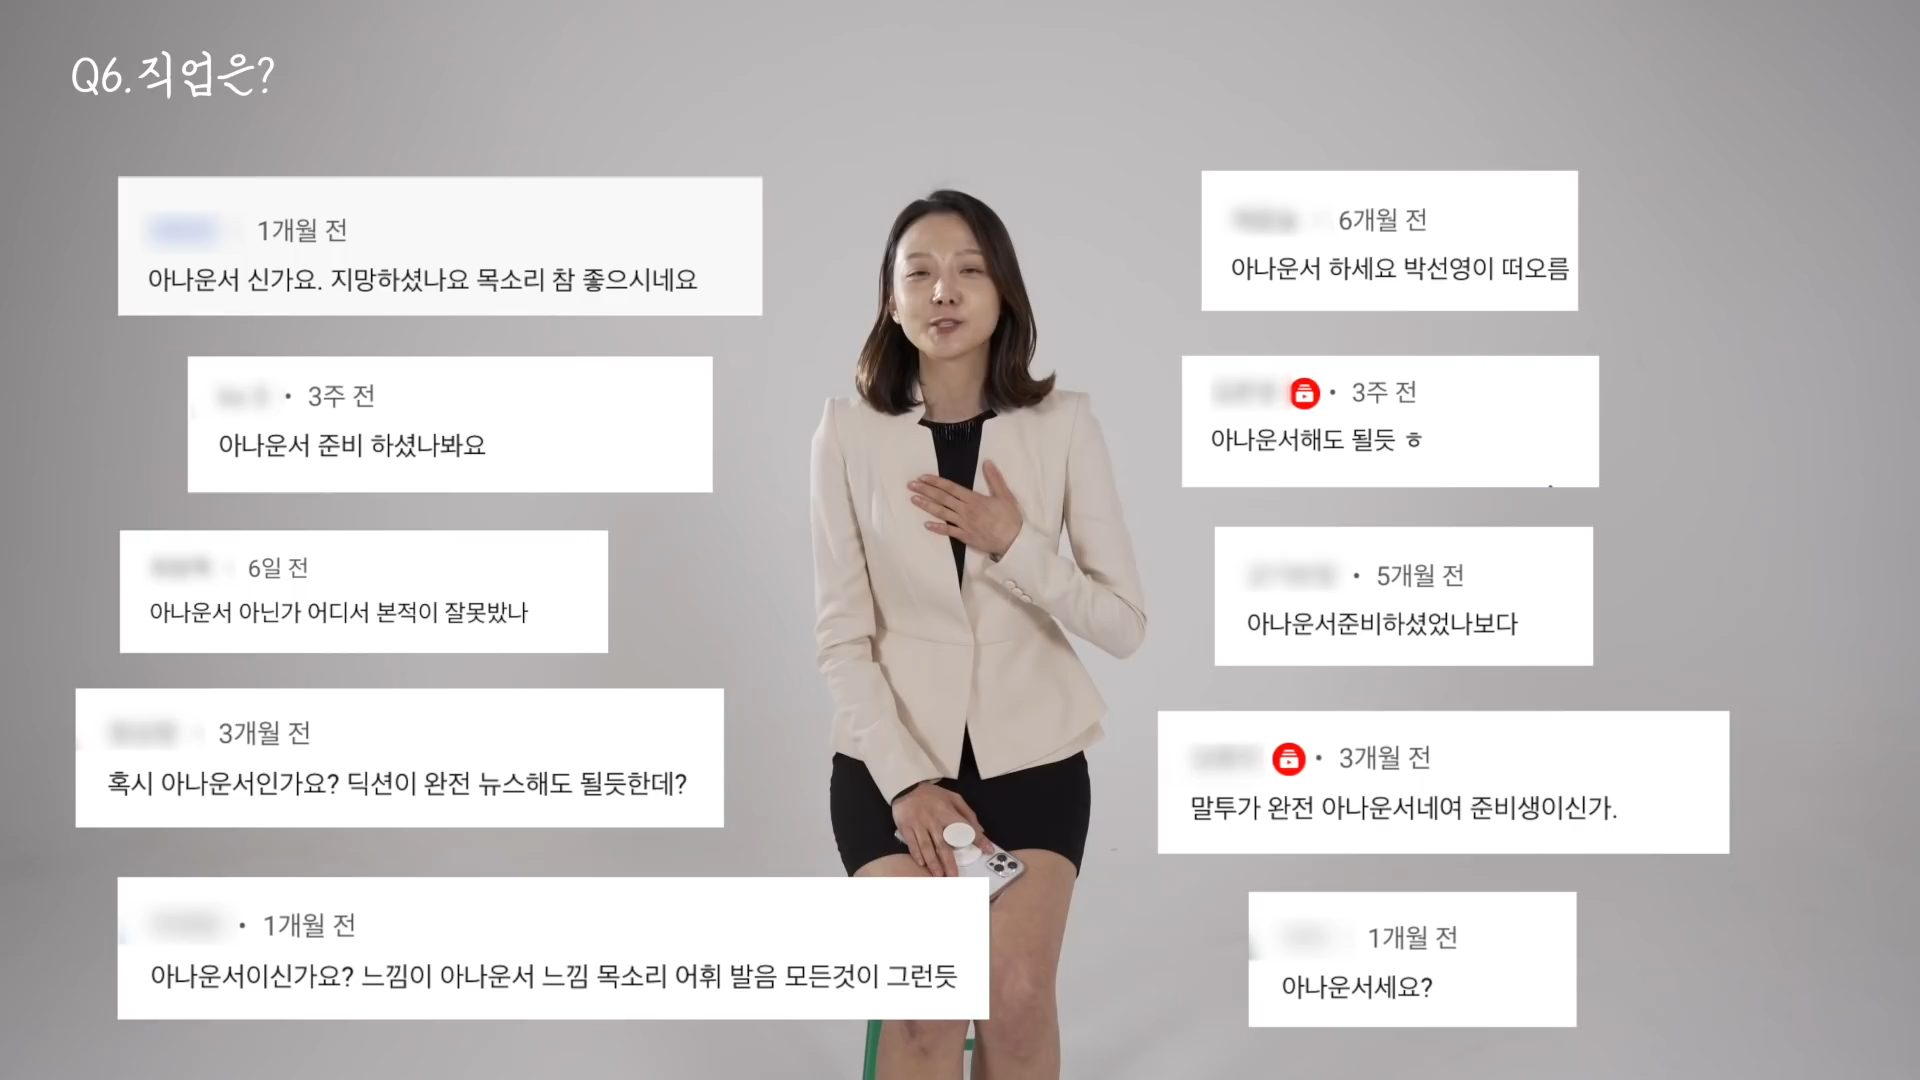 Q6. 직업은?
1개월 전
아나운서 신가요. 지망하셨나요 목소리 참 좋으시네요
3주 전
아나운서 준비 하셨나봐요
6일 전
아나운서 아닌가 어디서 본적이 잘못밨나
3개월 전
혹시 아나운서인가요? 딕션이 완전 뉴스해도 될듯한데?
1개월 전
아나운서이신가요? 느낌이 아나운서 느낌 목소리 어휘 발음 모든것이 그런듯
6개월 전
아나운서 하세요 박선영이 떠오름
3주 전
아나운서해도 될듯 ㅎ
5개월 전
아나운서준비하셨었나보다
3개월 전
말투가 완전 아나운서네여 준비생이신가.
1개월 전
아나운서세요?